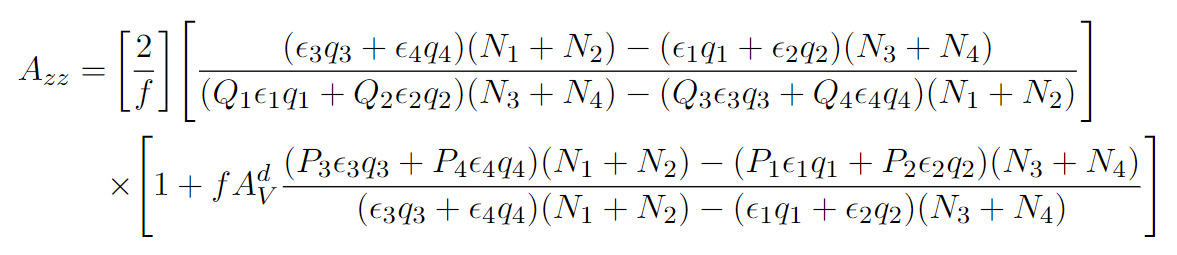 A_{zz} = \left[\frac{2}{f}\right]\left[\frac{(\epsilon_3 q_3 + \epsilon_4 q_4)(N_1 + N_2) - (\epsilon_1 q_1 + \epsilon_2 q_2)(N_3 + N_4)}{(Q_1\epsilon_1 q_1 + Q_2\epsilon_2 q_2)(N_3 + N_4) - (Q_3\epsilon_3 q_3 + Q_4\epsilon_4 q_4)(N_1 + N_2)}\right]
\times \left[1 + f A_V^d \frac{(P_3\epsilon_3 q_3 + P_4\epsilon_4 q_4)(N_1 + N_2) - (P_1\epsilon_1 q_1 + P_2\epsilon_2 q_2)(N_3 + N_4)}{(\epsilon_3 q_3 + \epsilon_4 q_4)(N_1 + N_2) - (\epsilon_1 q_1 + \epsilon_2 q_2)(N_3 + N_4)}\right]